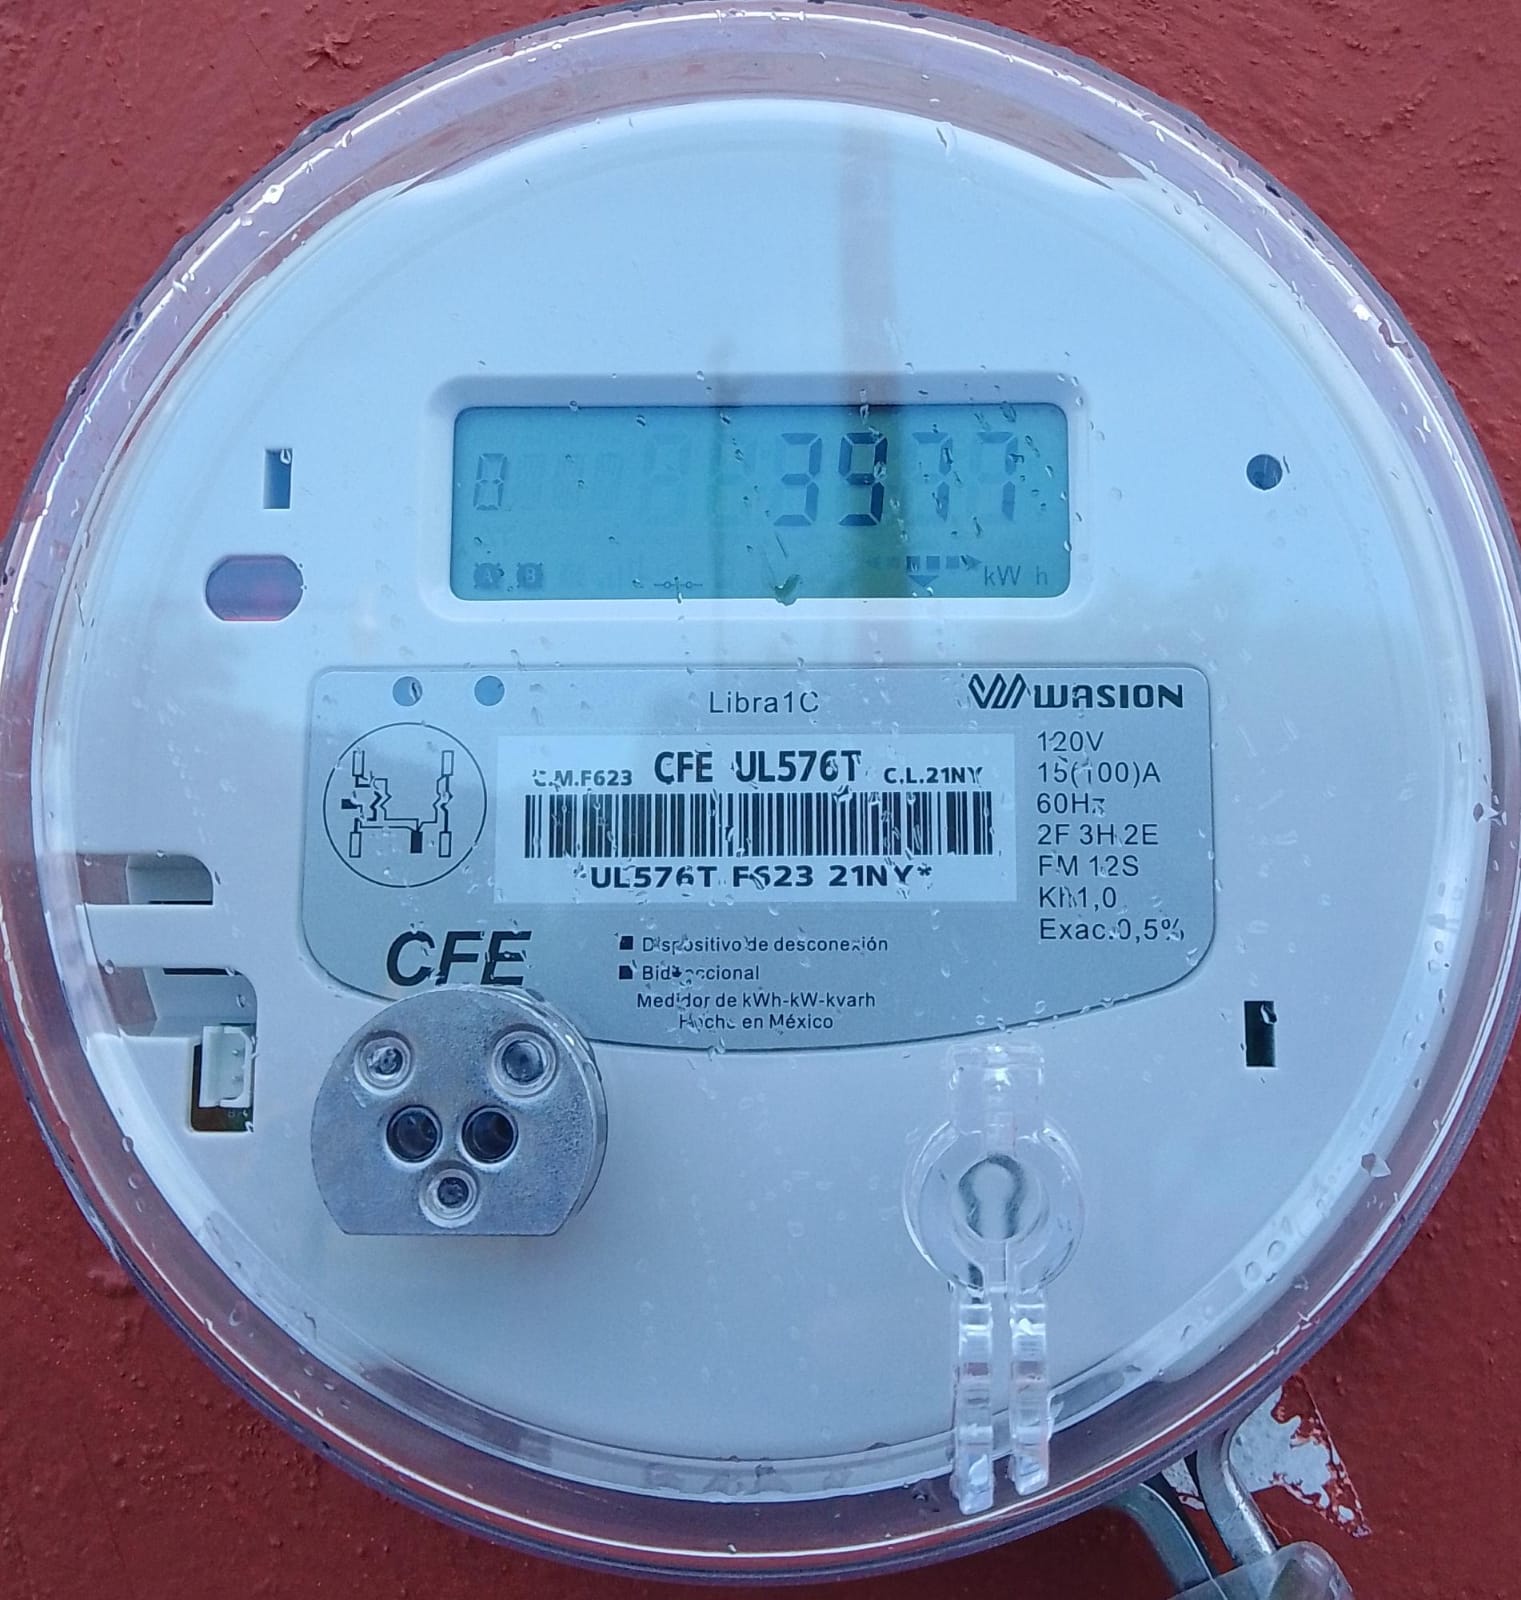 3977
A B
kW h
Libra1C
WASION
C.M.F623 CFE UL576T C.L.21NY
*UL576T F623 21NY*
120V
15(100)A
60Hz
2F 3H 2E
FM 12S
Kh1,0
Exac.0,5%
CFE
Dispositivo de desconexión
Bidireccional
Medidor de kWh-kW-kvarh
Hecho en México